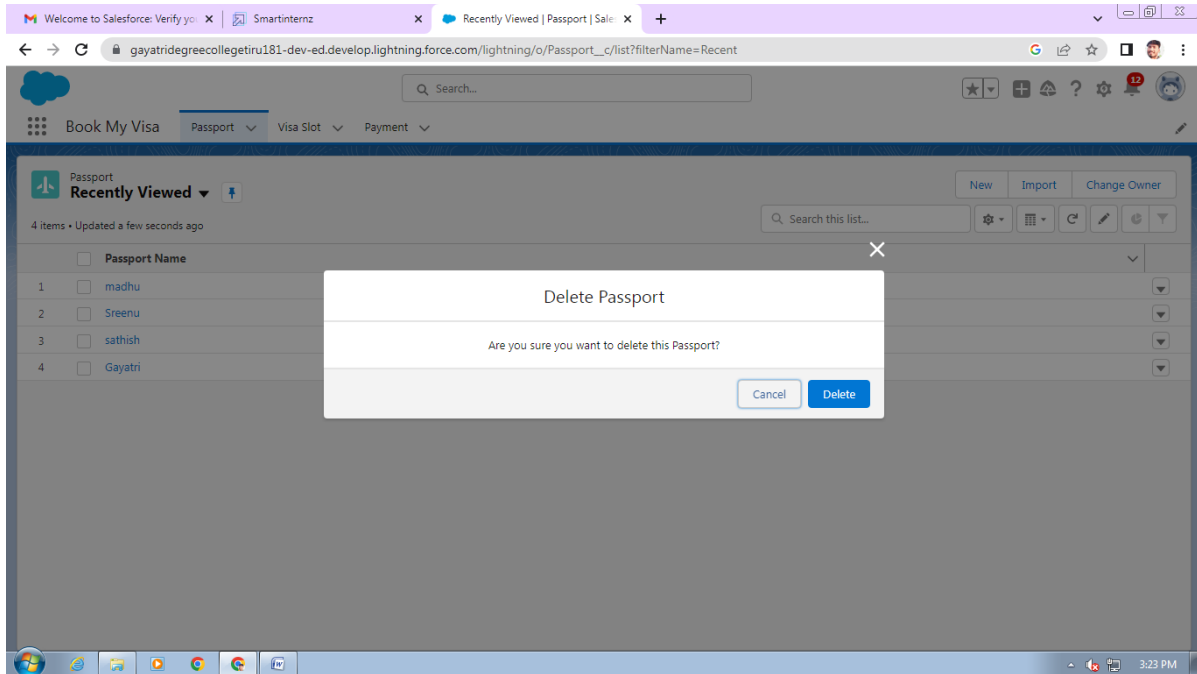 Welcome to Salesforce: Verify yo
Smartinternz
Recently Viewed | Passport | Sale
gayatridegreecollegetiru181-dev-ed.develop.lightning.force.com/lightning/o/Passport__c/list?filterName=Recent
Search...
12
Book My Visa Passport Visa Slot Payment
Passport
Recently Viewed
New Import Change Owner
4 items • Updated a few seconds ago
Search this list...
Passport Name
1 madhu
2 Sreenu
3 sathish
4 Gayatri
Delete Passport
Are you sure you want to delete this Passport?
Cancel Delete
3:23 PM